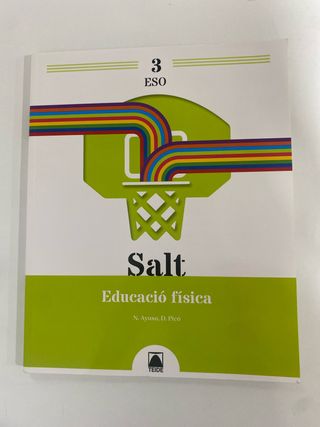 3
ESO
Salt
Educació física
N. Ayuso, D. Picó
TEIDE